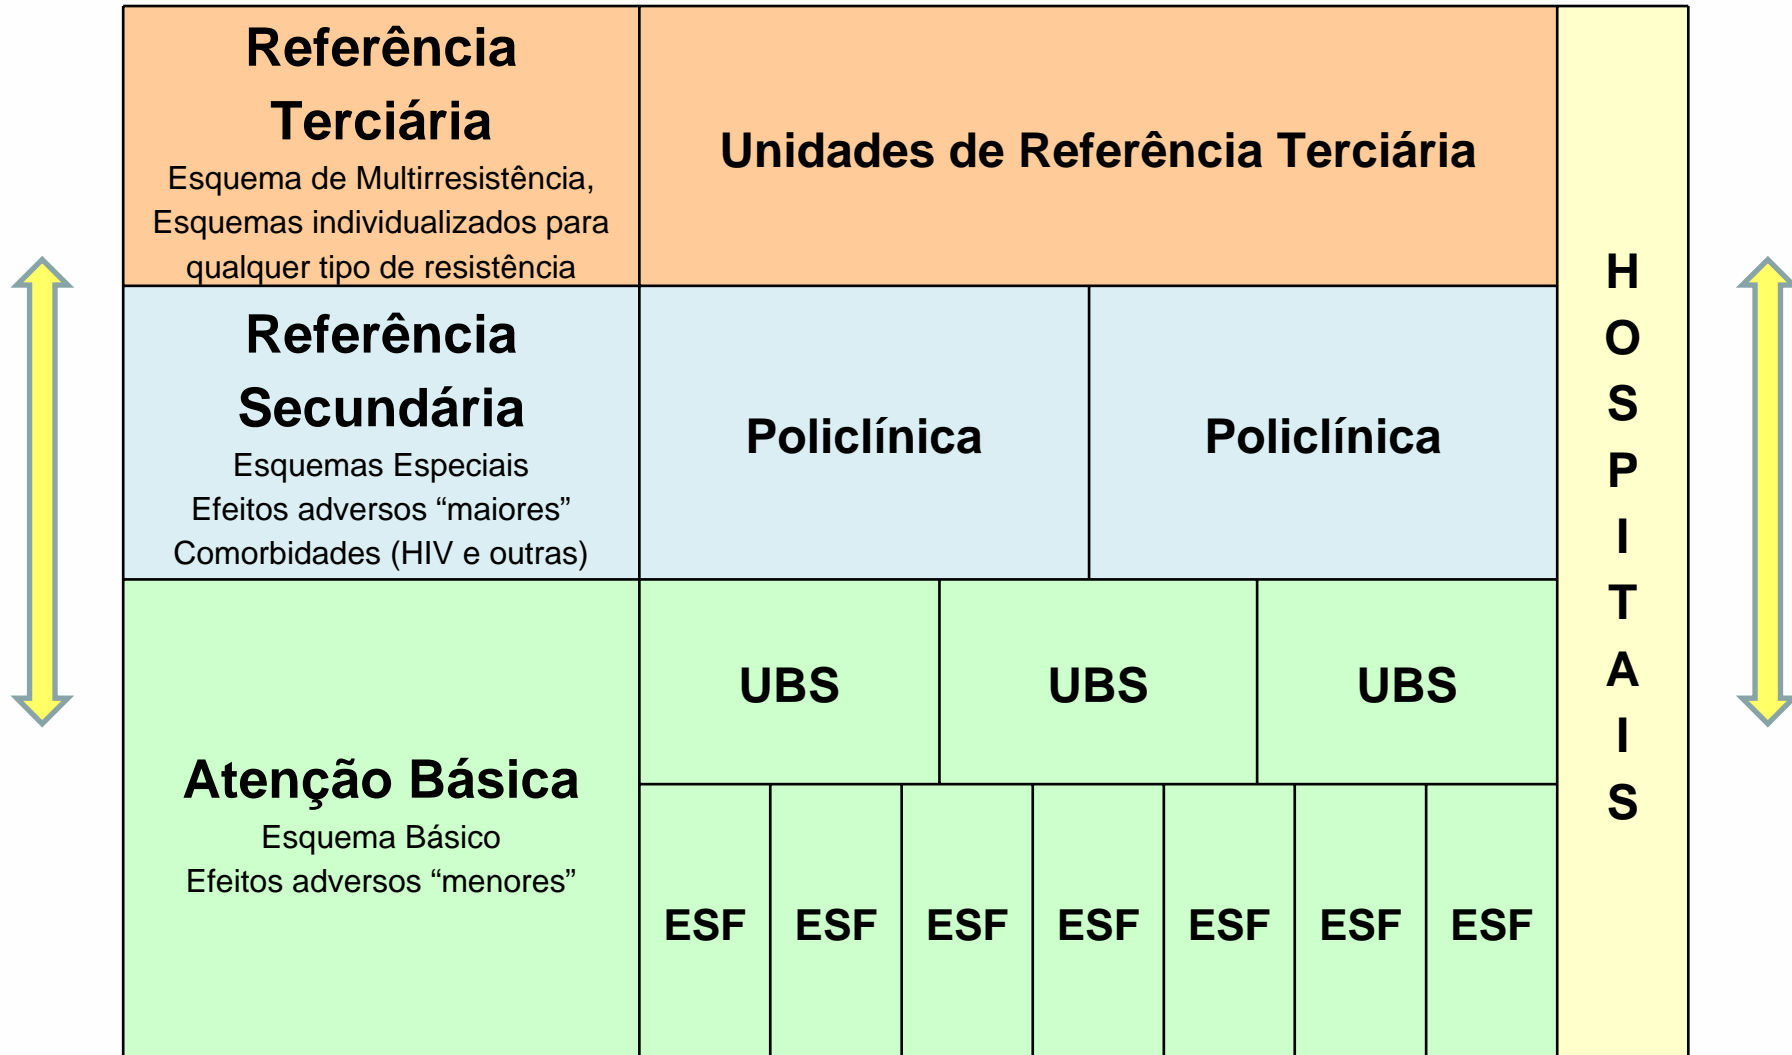 Referência
Terciária
Esquema de Multirresistência,
Esquemas individualizados para
qualquer tipo de resistência
Unidades de Referência Terciária
Referência
Secundária
Esquemas Especiais
Efeitos adversos “maiores”
Comorbidades (HIV e outras)
Policlínica
Policlínica
Atenção Básica
Esquema Básico
Efeitos adversos “menores”
UBS
UBS
UBS
ESF
ESF
ESF
ESF
ESF
ESF
ESF
H
O
S
P
I
T
A
I
S